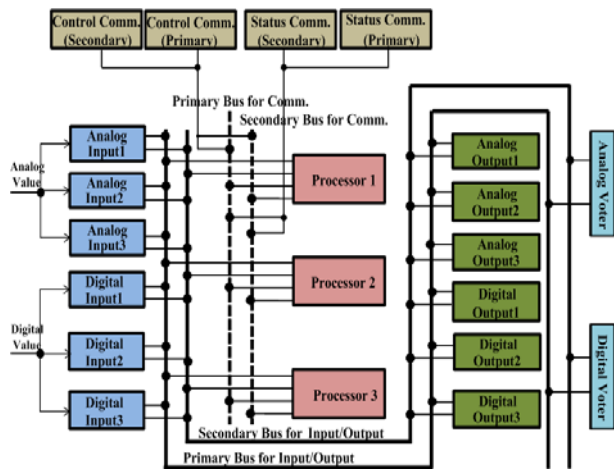 Control Comm.
(Secondary)
Control Comm.
(Primary)
Status Comm.
(Secondary)
Status Comm.
(Primary)
Primary Bus for Comm.
Secondary Bus for Comm.
Analog
Value
Analog
Input1
Analog
Input2
Analog
Input3
Digital
Value
Digital
Input1
Digital
Input2
Digital
Input3
Processor 1
Processor 2
Processor 3
Analog
Output1
Analog
Output2
Analog
Output3
Digital
Output1
Digital
Output2
Digital
Output3
Analog Voter
Digital Voter
Secondary Bus for Input/Output
Primary Bus for Input/Output